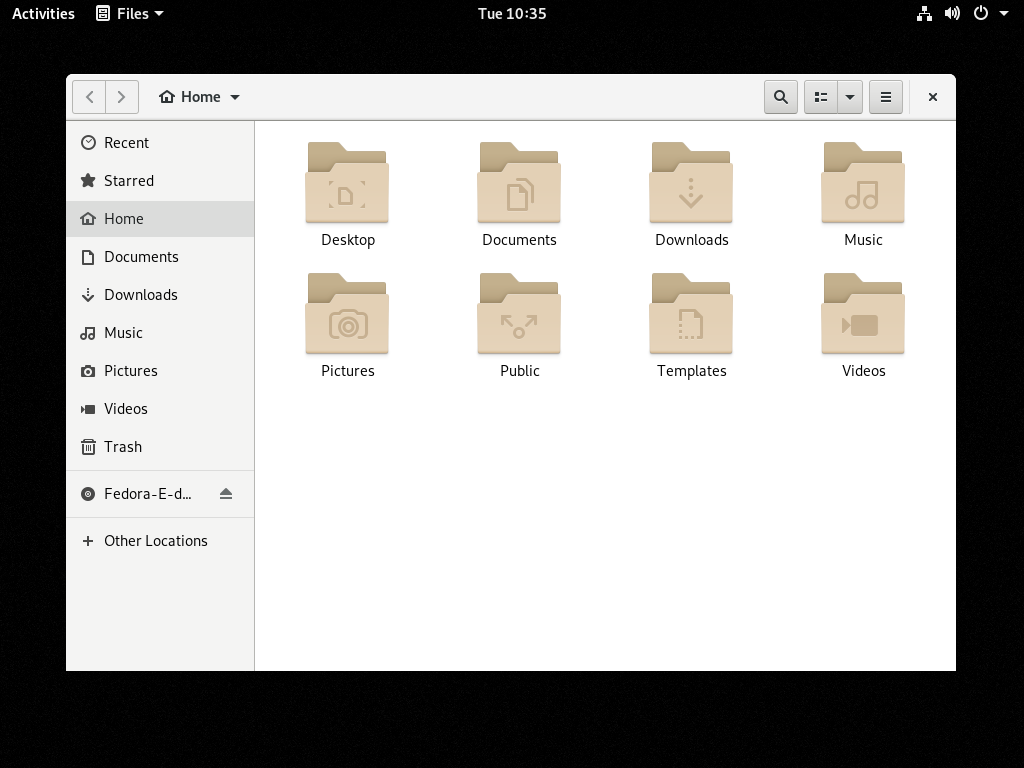 Activities Files Tue 10:35
Home
Recent
Starred
Home
Documents
Downloads
Music
Pictures
Videos
Trash
Fedora-E-d...
Other Locations
Desktop Documents Downloads Music
Pictures Public Templates Videos